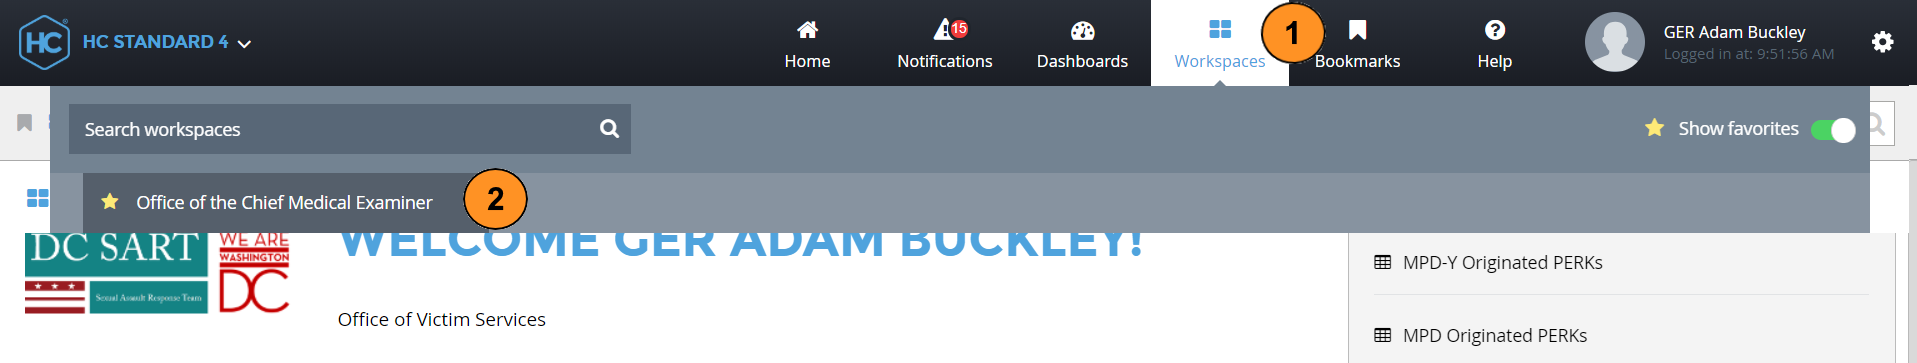 HC HC STANDARD 4
Home
15
Notifications
Dashboards
Workspaces
1
Bookmarks
Help
GER Adam Buckley
Logged in at: 9:51:56 AM
Search workspaces
Show favorites
Office of the Chief Medical Examiner
2
DC SART
Sexual Assault Response Team
WE ARE
WASHINGTON
DC
WELCOME GER ADAM BUCKLEY!
Office of Victim Services
MPD-Y Originated PERKs
MPD Originated PERKs